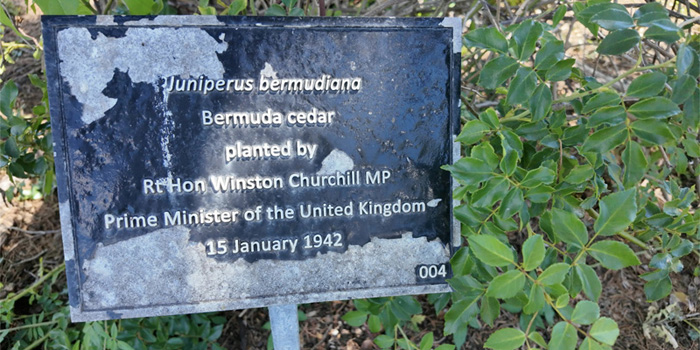 Juniperus bermudiana
Bermuda cedar
planted by
Rt Hon Winston Churchill MP
Prime Minister of the United Kingdom
15 January 1942
004